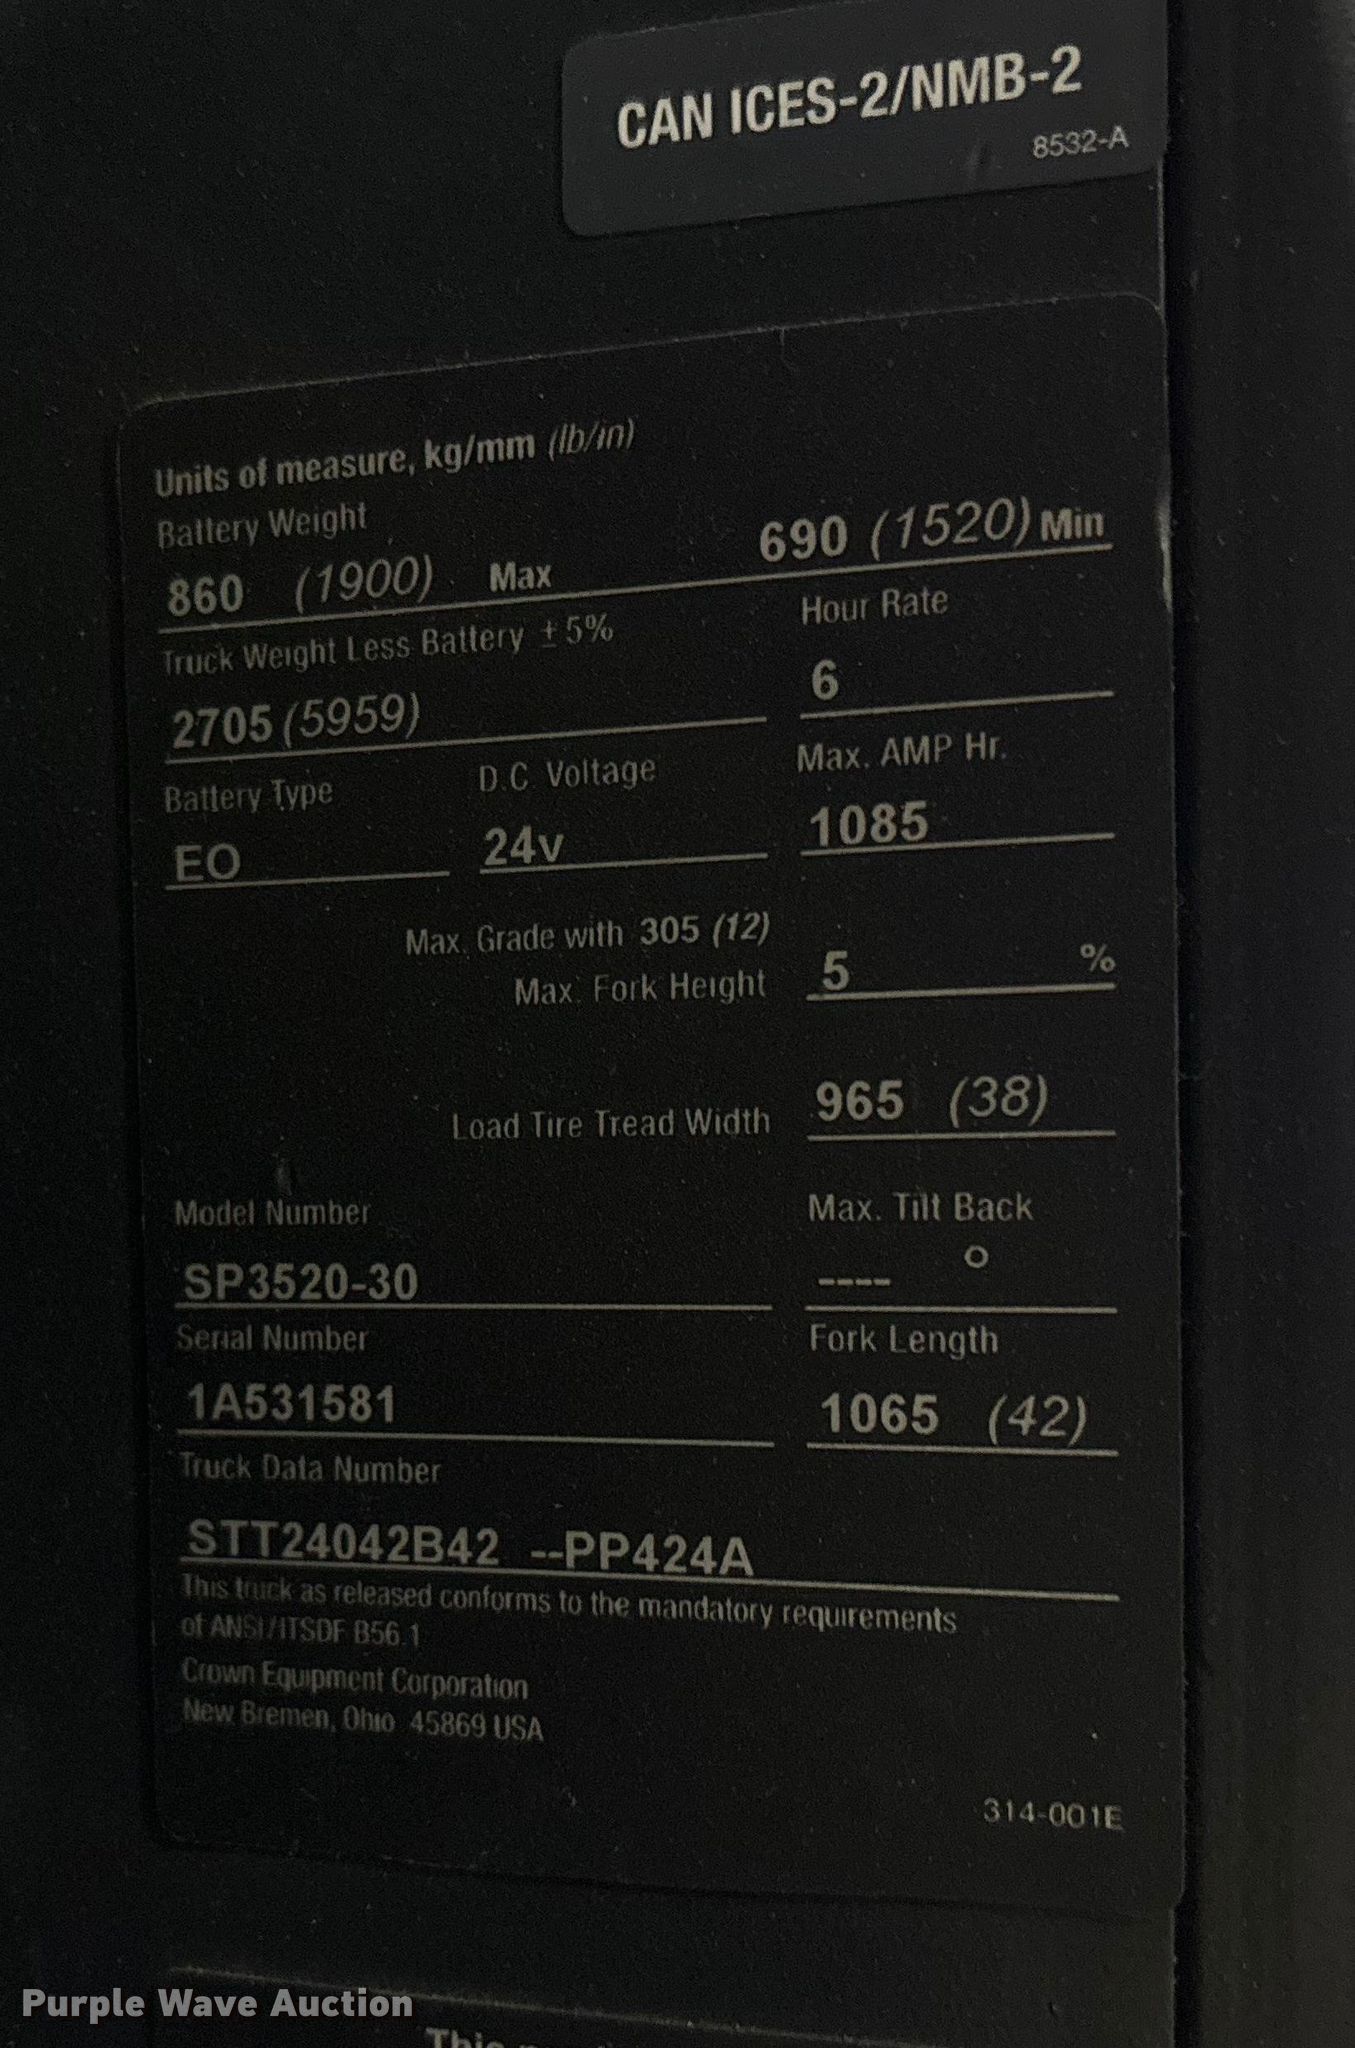 CAN ICES-2/NMB-2
8532-A
Units of measure, kg/mm (lb/in)
Battery Weight
860 (1900) Max 690 (1520) Min
Truck Weight Less Battery ± 5% Hour Rate
2705 (5959) 6
Battery Type D.C. Voltage Max. AMP Hr.
EO 24v 1085
Max. Grade with 305 (12)
Max. Fork Height 5 %
Load Tire Tread Width 965 (38)
Model Number Max. Tilt Back
SP3520-30 ---- °
Serial Number Fork Length
1A531581 1065 (42)
Truck Data Number
STT24042B42 --PP424A
This truck as released conforms to the mandatory requirements
of ANSI/ITSDF B56.1
Crown Equipment Corporation
New Bremen, Ohio 45869 USA
314-001E
Purple Wave Auction
This